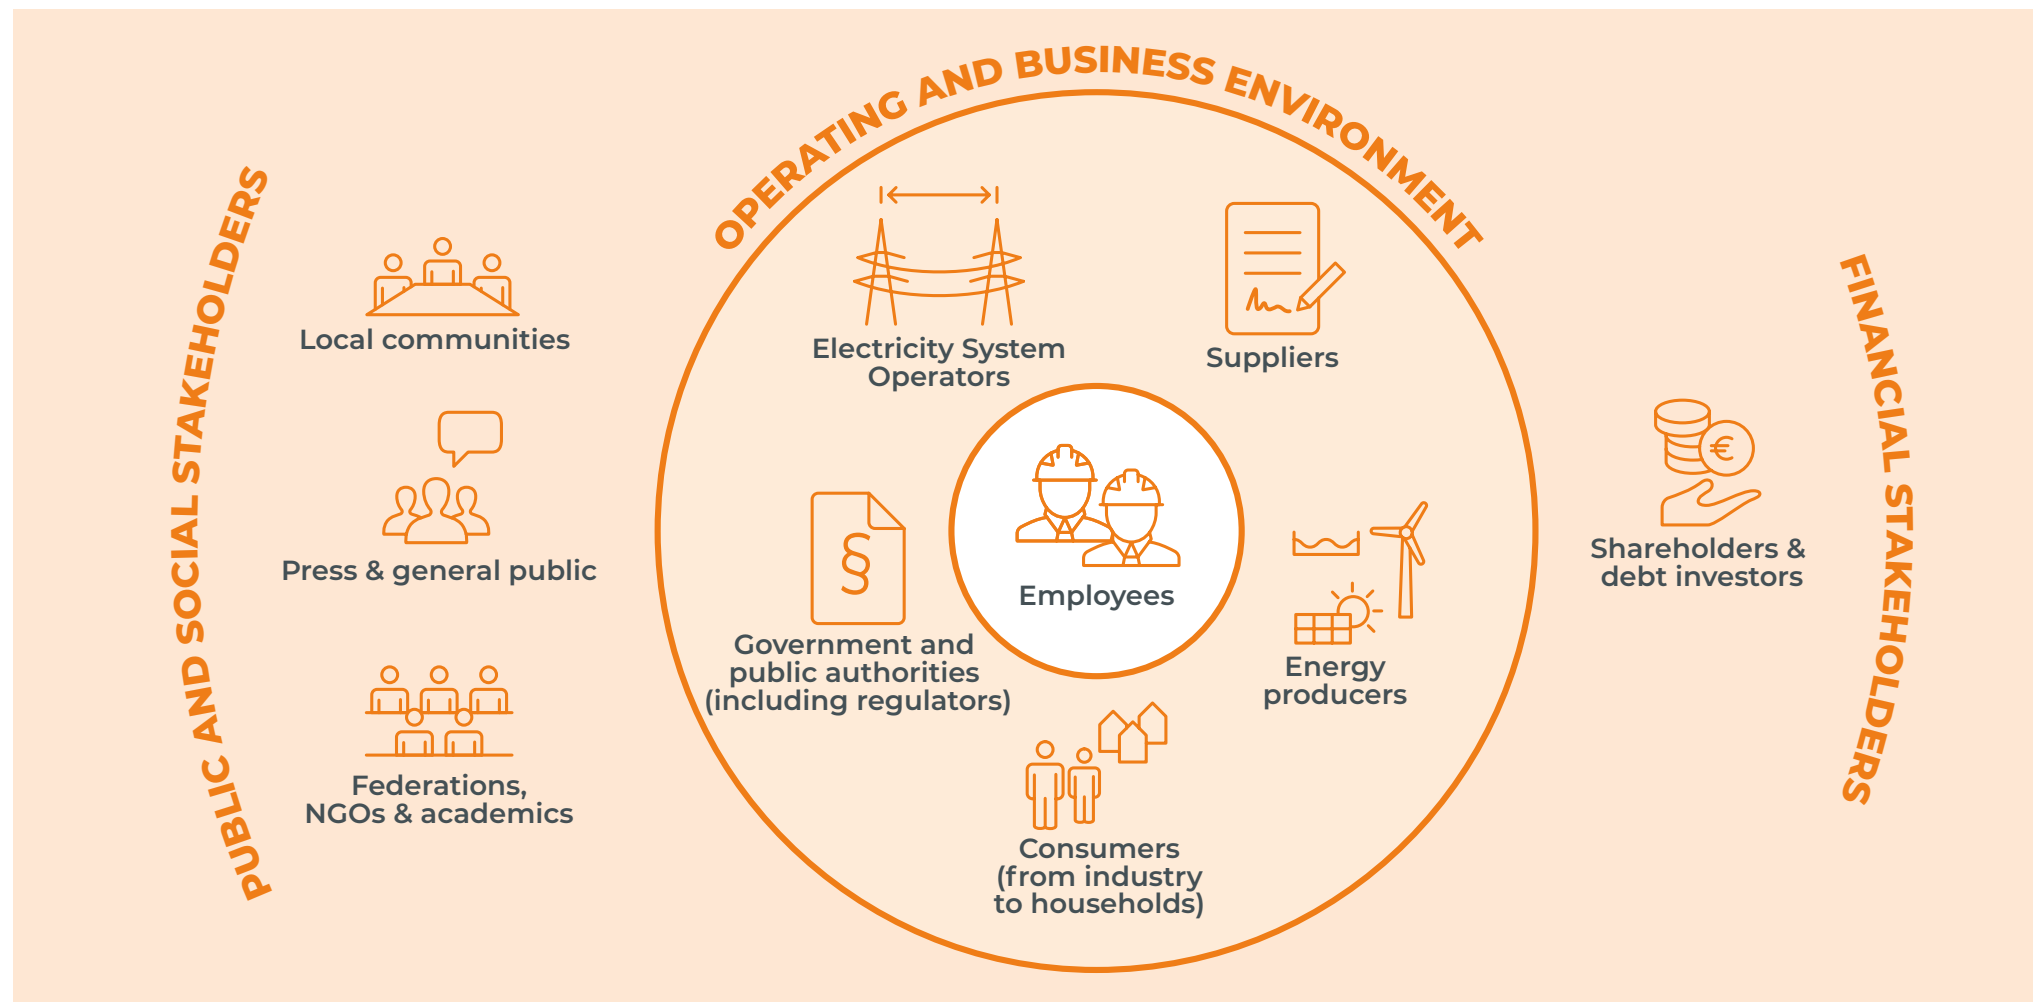 PUBLIC AND SOCIAL STAKEHOLDERS
Local communities
Press & general public
Federations,
NGOs & academics
OPERATING AND BUSINESS ENVIRONMENT
Electricity System
Operators
Suppliers
Government and
public authorities
(including regulators)
§
Employees
Energy
producers
Consumers
(from industry
to households)
FINANCIAL STAKEHOLDERS
€
Shareholders &
debt investors